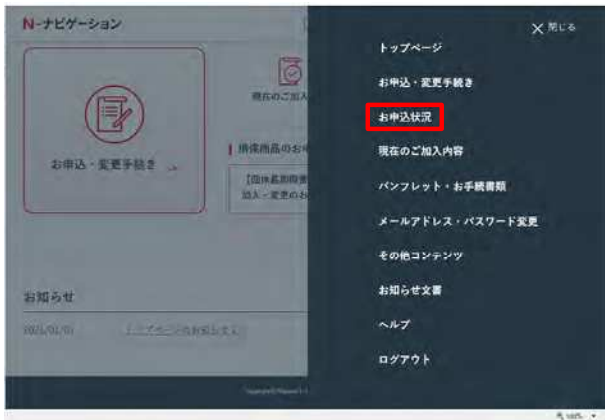 N-ナビゲーション
閉じる
トップページ
お申込・変更手続き
お申込状況
現在のご加入内容
パンフレット・お手続書類
メールアドレス・パスワード変更
その他コンテンツ
お知らせ文書
ヘルプ
ログアウト
お申込・変更手続き
現在のご加入
お知らせ